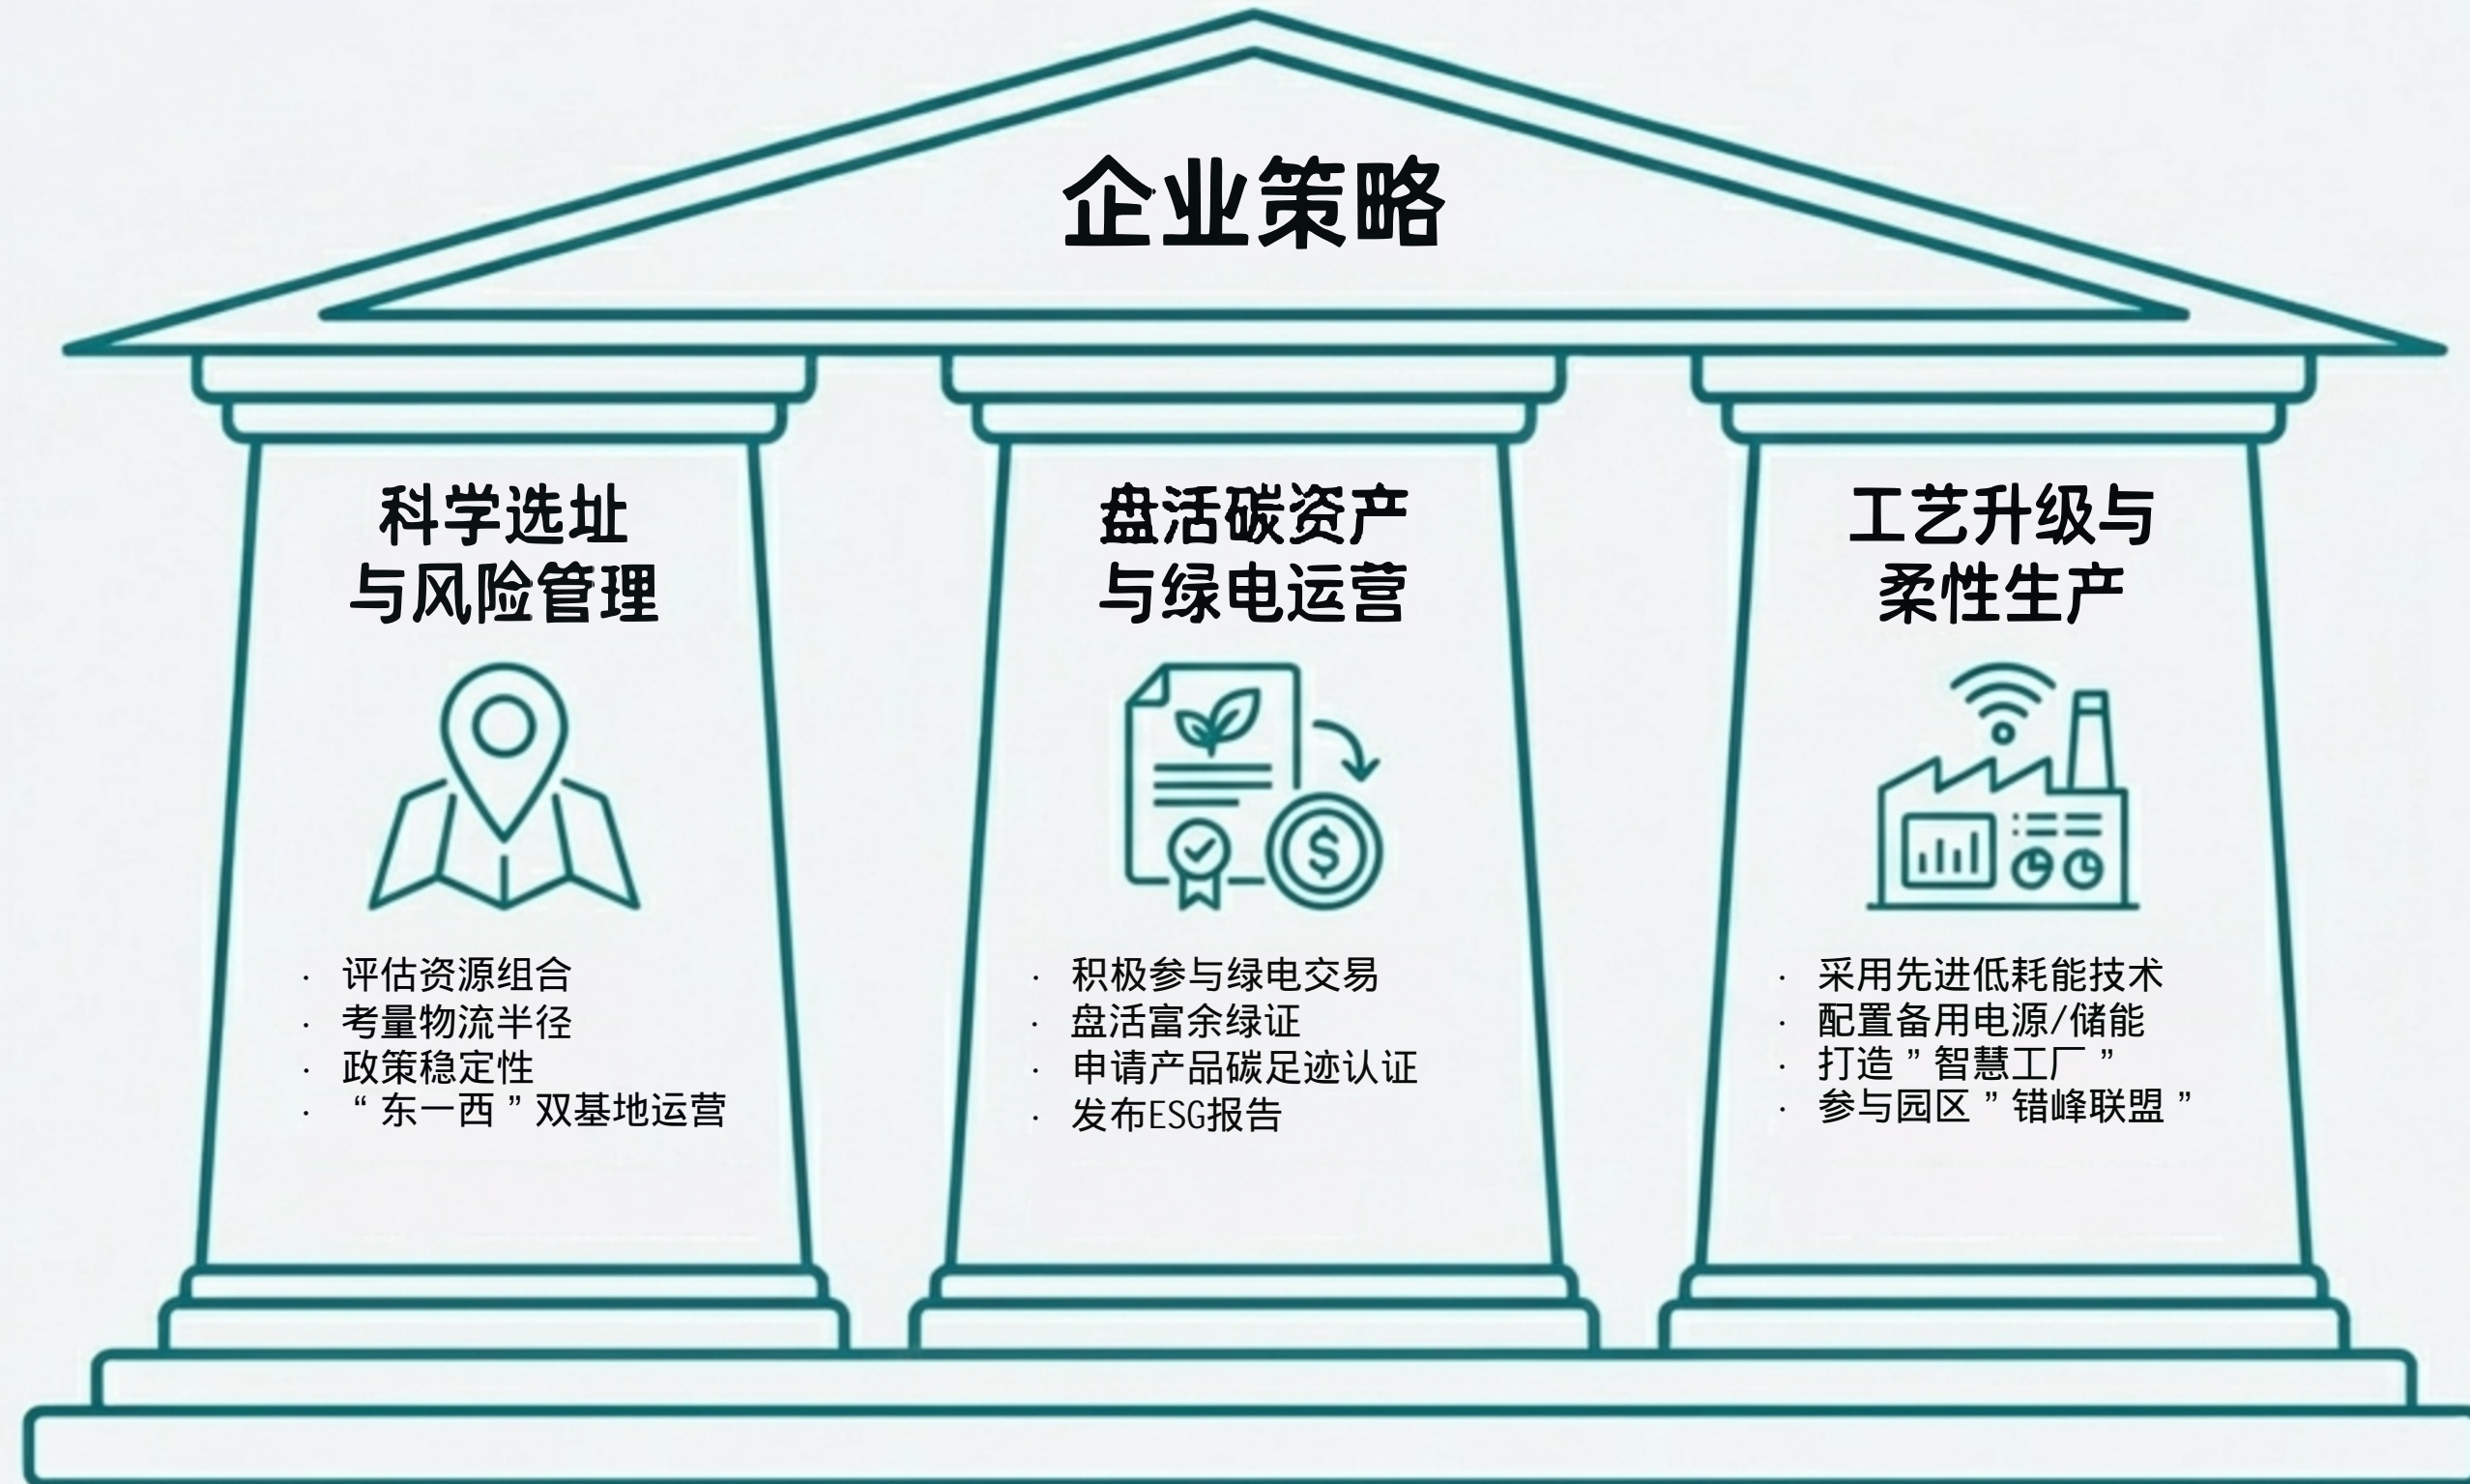 企业策略
科学选址
与风险管理
· 评估资源组合
· 考量物流半径
· 政策稳定性
· “东一西”双基地运营
盘活碳资产
与绿电运营
$
· 积极参与绿电交易
· 盘活富余绿证
· 申请产品碳足迹认证
· 发布ESG报告
工艺升级与
柔性生产
· 采用先进低耗能技术
· 配置备用电源/储能
· 打造”智慧工厂”
· 参与园区”错峰联盟”